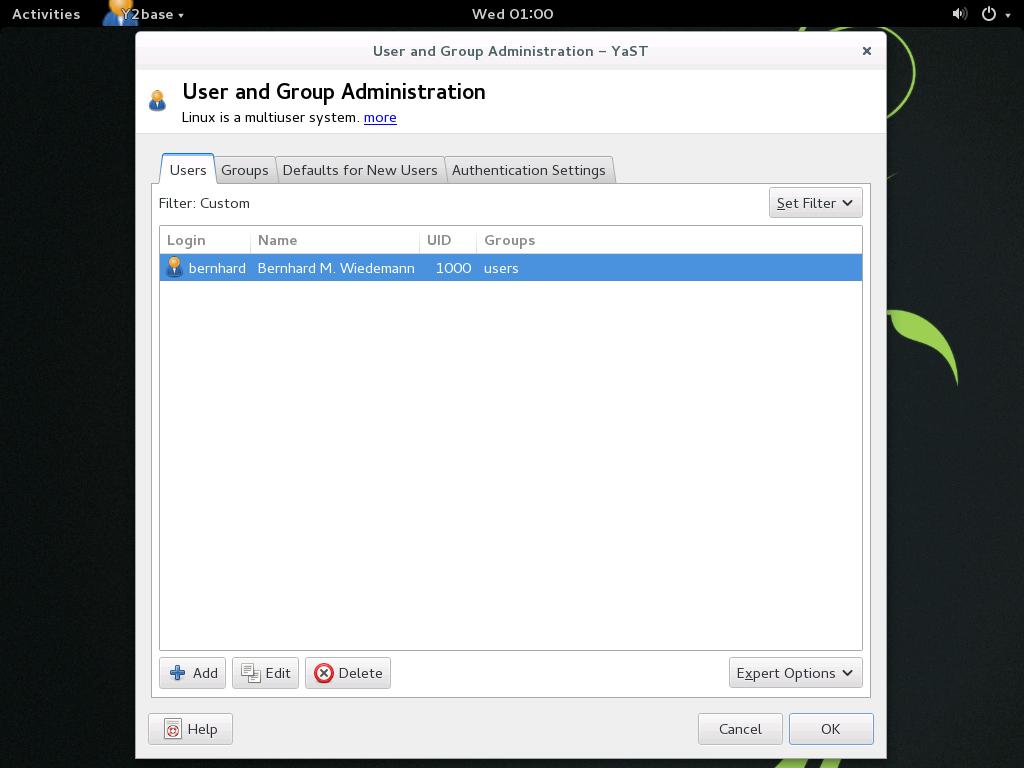 Activities Y2base Wed 01:00
User and Group Administration – YaST
User and Group Administration
Linux is a multiuser system. more
Users Groups Defaults for New Users Authentication Settings
Filter: Custom Set Filter
Login Name UID Groups
bernhard Bernhard M. Wiedemann 1000 users
Add Edit Delete Expert Options
Help Cancel OK